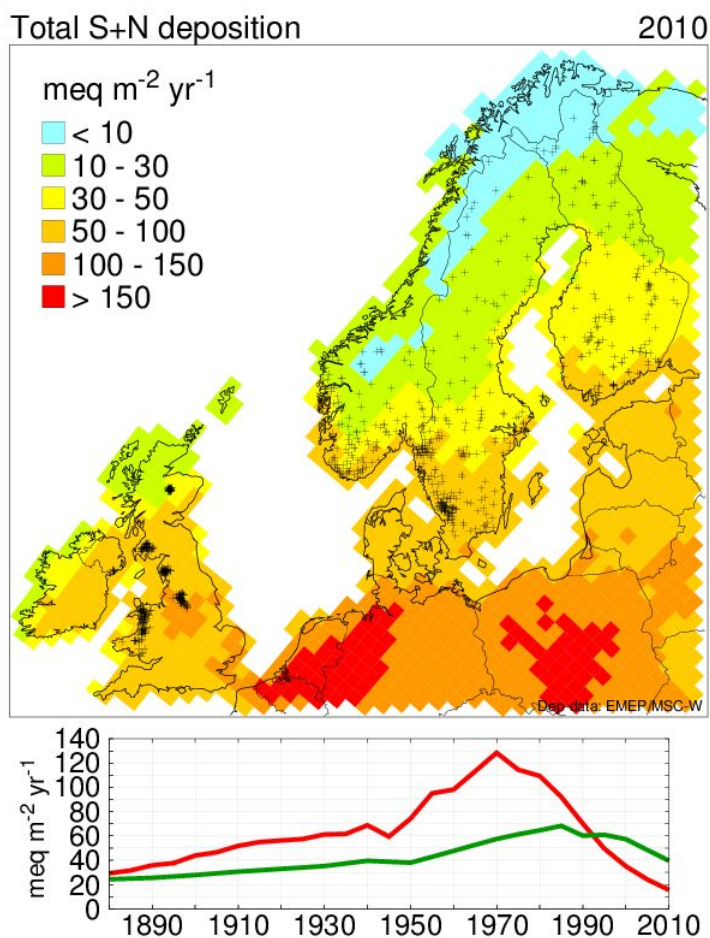 Total S+N deposition 2010
meq m-2 yr-1
< 10
10 - 30
30 - 50
50 - 100
100 - 150
> 150
Dep-data: EMEP/MSC-W
140
120
100
80
60
40
20
0
meq m-2 yr-1
1890 1910 1930 1950 1970 1990 2010